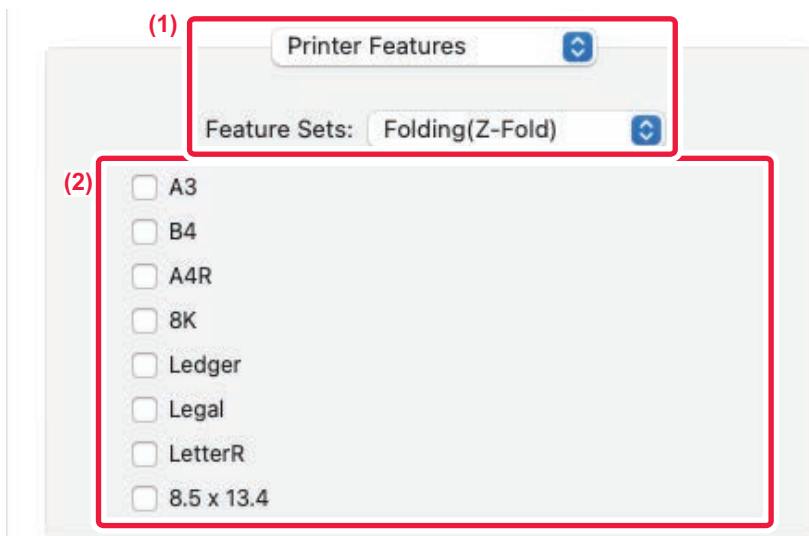 (1)
Printer Features
Feature Sets: Folding(Z-Fold)
(2)
A3
B4
A4R
8K
Ledger
Legal
LetterR
8.5 x 13.4